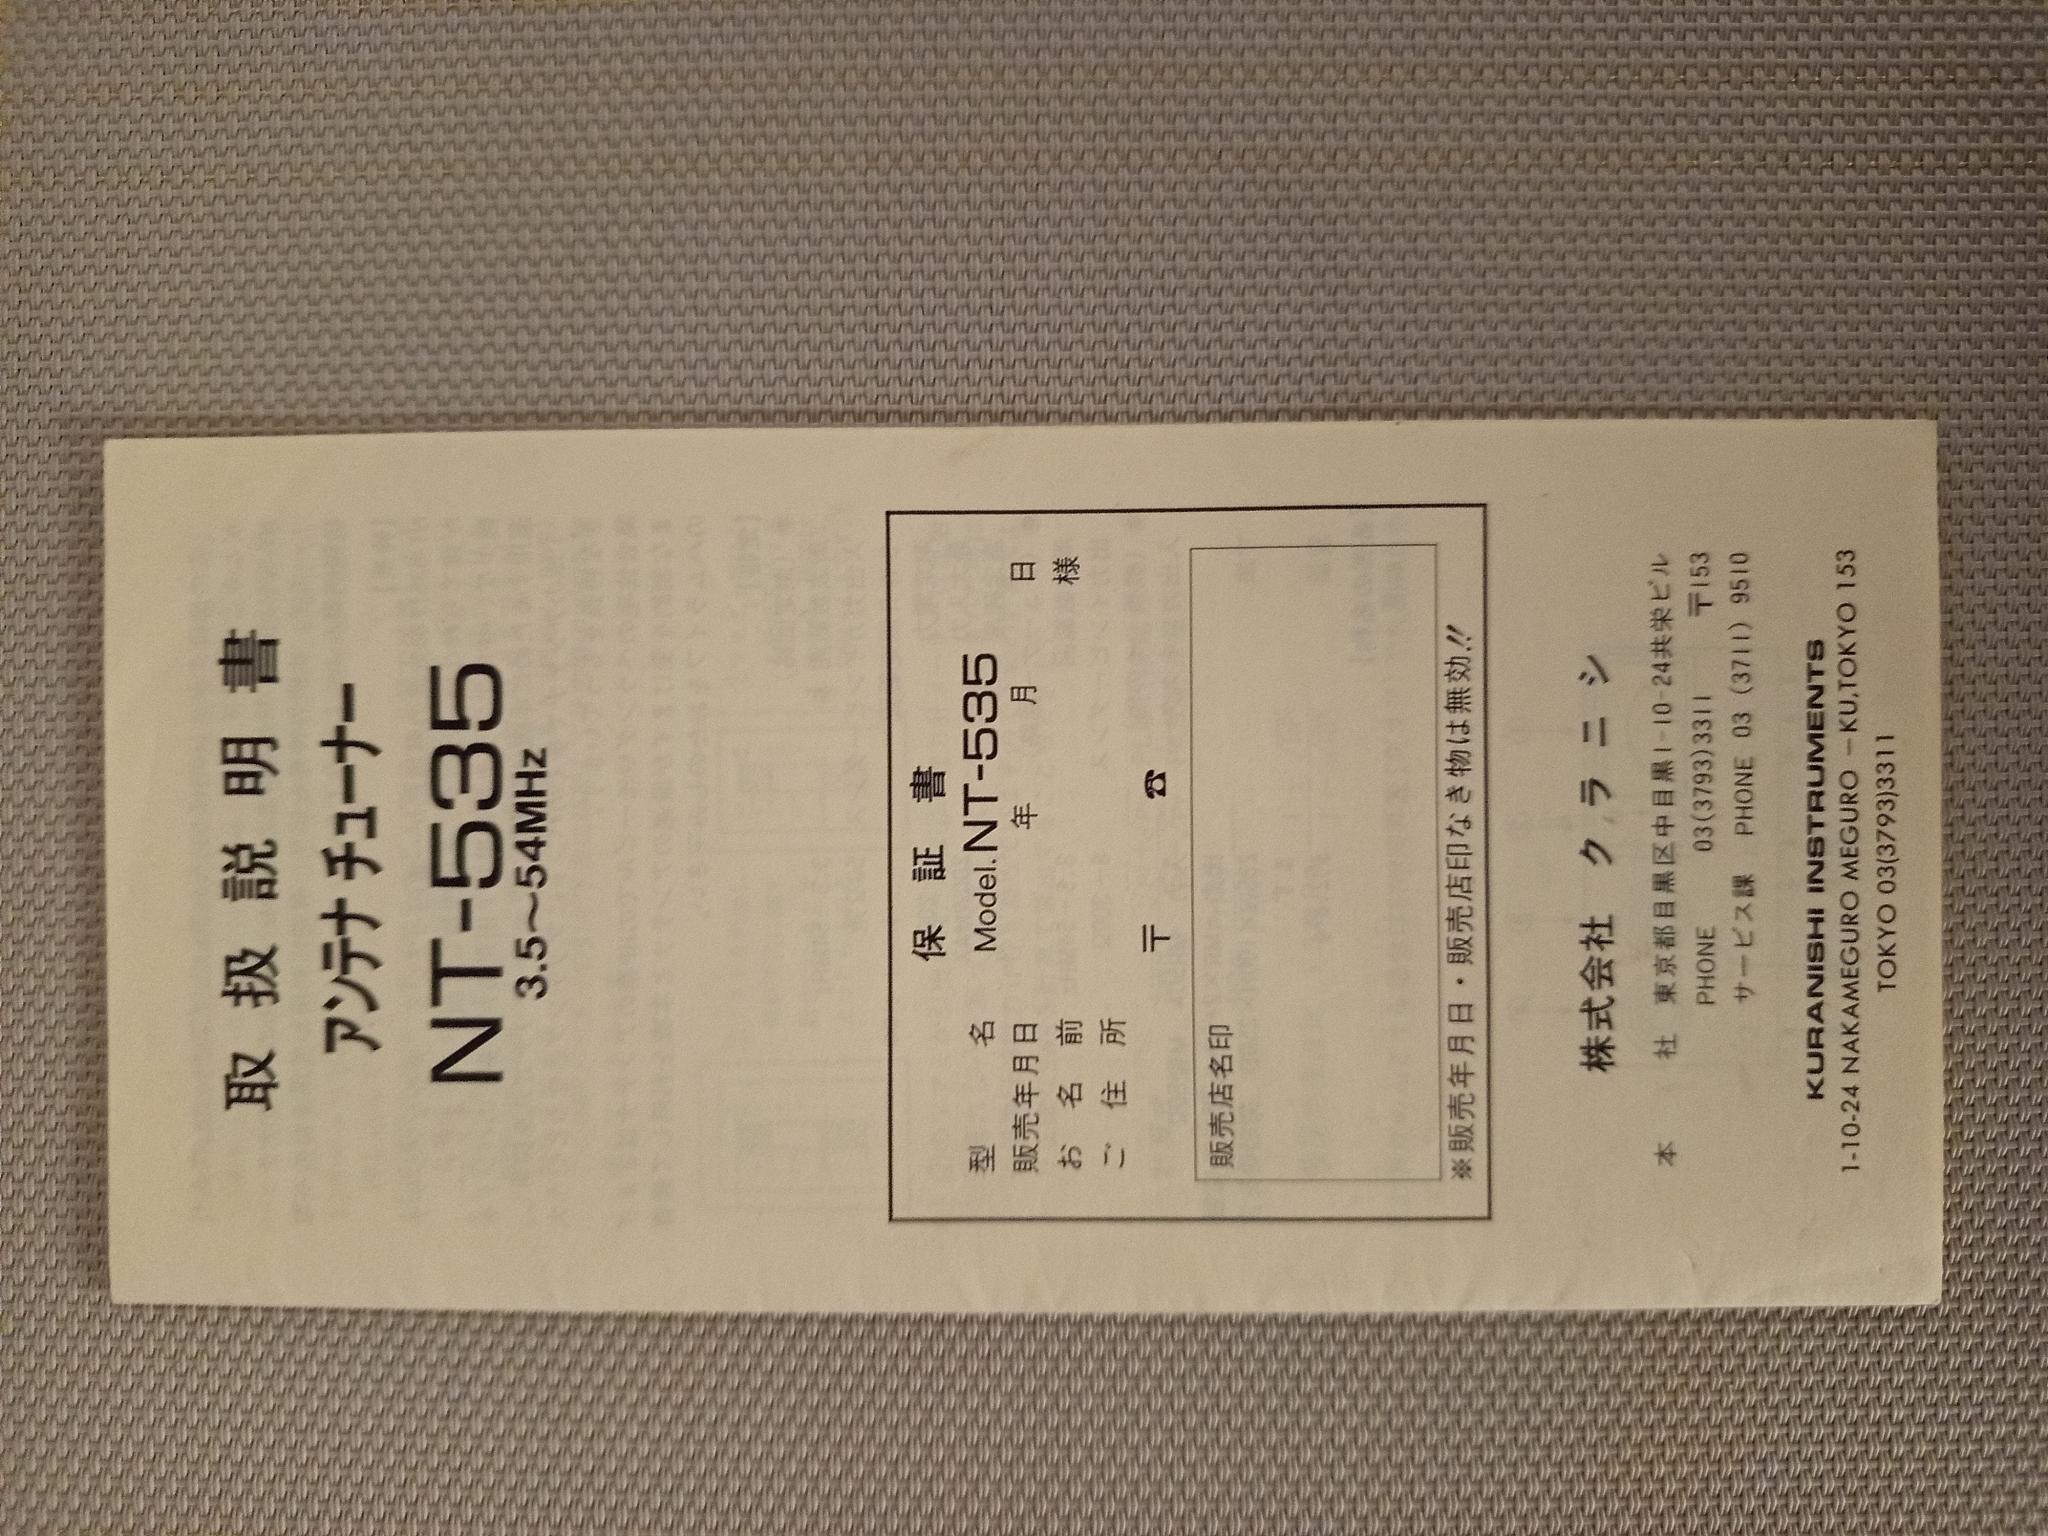 取扱説明書
アンテナチューナー
NT-535
3.5～54MHz
保証書
型名 Model.NT-535
販売年月日 年 月 日
お名前 様
ご住所
〒 ☎
販売店名印
※販売年月日・販売店印なき物は無効!!
株式会社 クラニシ
本社 東京都目黒区中目黒1-10-24共栄ビル
PHONE 03(3793)3311 〒153
サービス課 PHONE 03 (3711) 9510
KURANISHI INSTRUMENTS
1-10-24 NAKAMEGURO MEGURO-KU,TOKYO 153
TOKYO 03(3793)3311